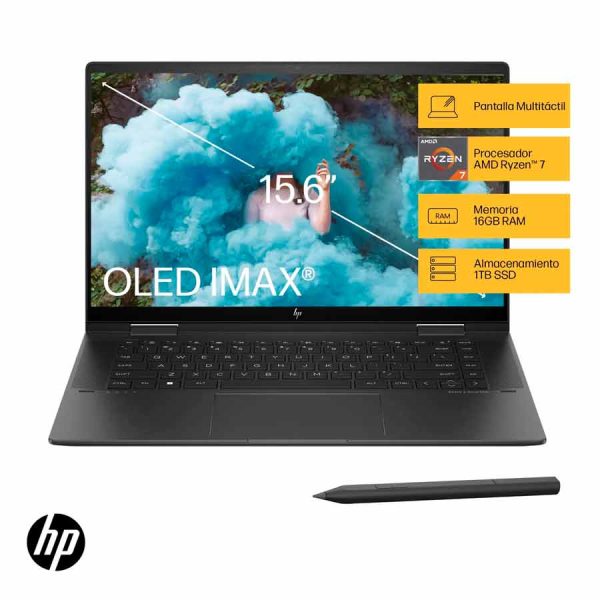 15.6”
OLED IMAX®
Pantalla Multitáctil
AMD
RYZEN
7
Procesador
AMD Ryzen™ 7
RAM
Memoria
16GB RAM
Almacenamiento
1TB SSD
hp
hp